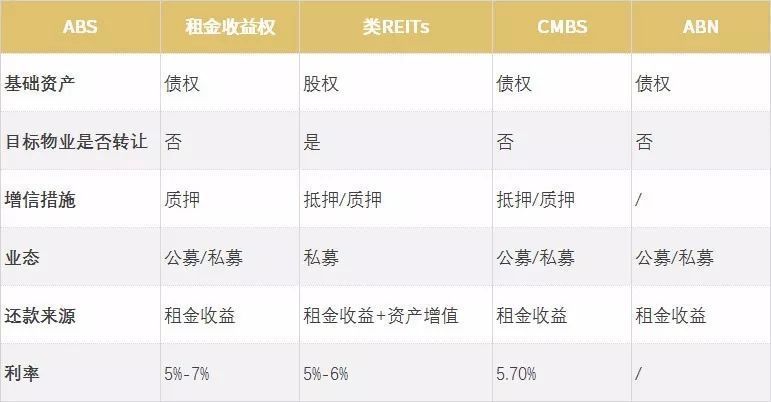 ABS 租金收益权 类REITs CMBS ABN
基础资产 债权 股权 债权 债权
目标物业是否转让 否 是 否 否
增信措施 质押 抵押/质押 抵押/质押 /
业态 公募/私募 私募 公募/私募 公募/私募
还款来源 租金收益 租金收益+资产增值 租金收益 租金收益
利率 5%-7% 5%-6% 5.70% /